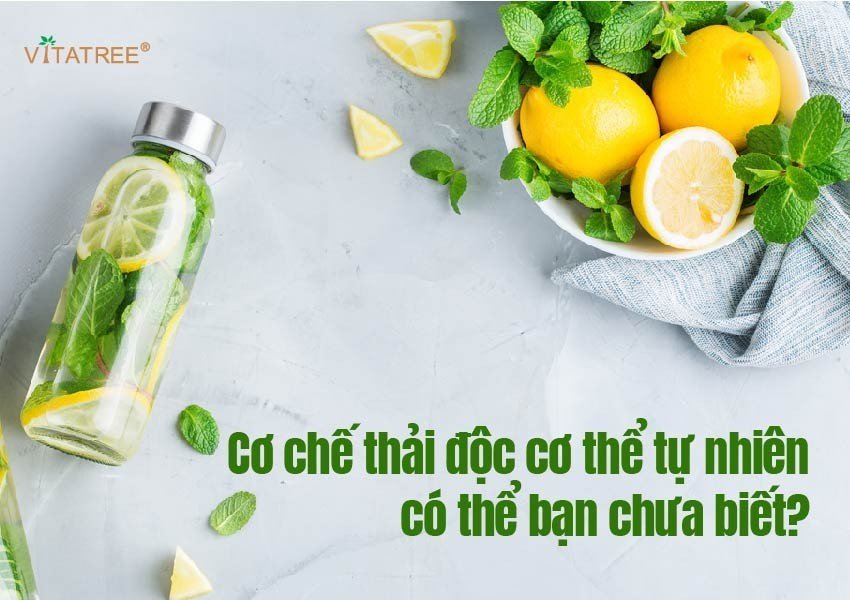 VITATREE®
Cơ chế thải độc cơ thể tự nhiên
có thể bạn chưa biết?